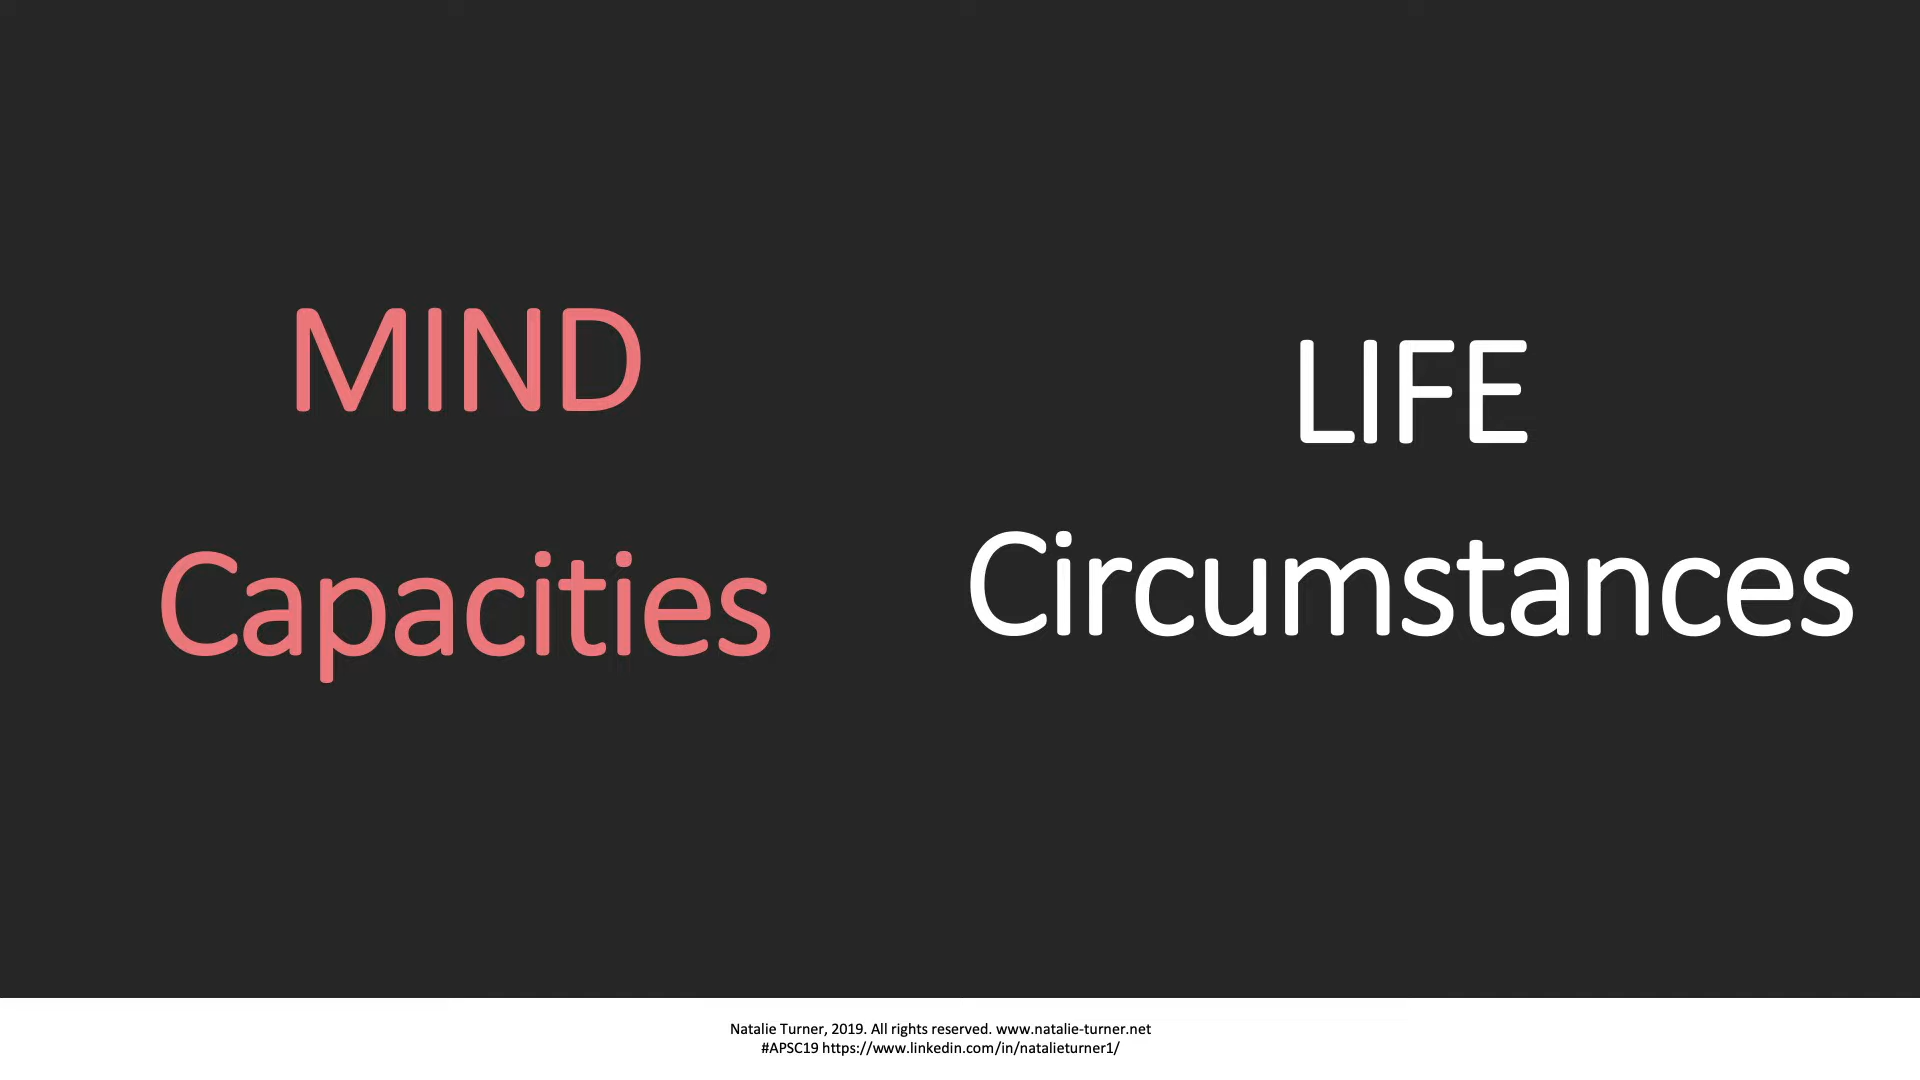 MIND
Capacities
LIFE
Circumstances
Natalie Turner, 2019. All rights reserved. www.natalie-turner.net
#APSC19 https://www.linkedin.com/in/natalieturner1/